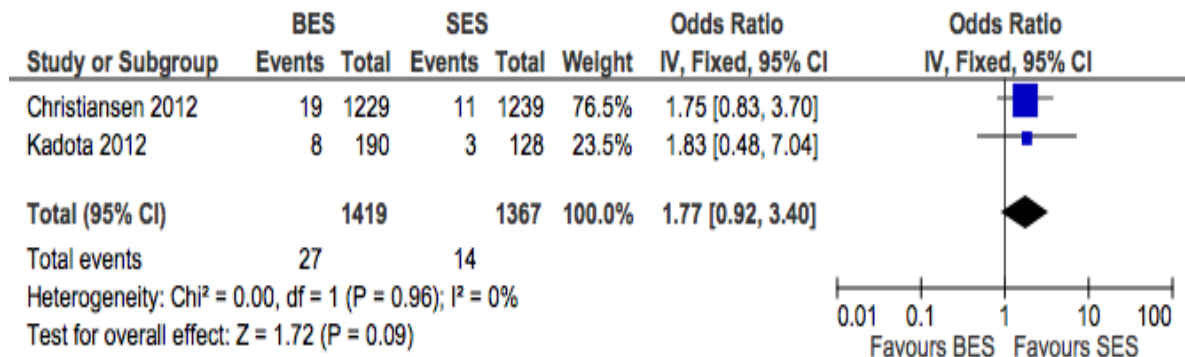 BES SES Odds Ratio Odds Ratio
Study or Subgroup Events Total Events Total Weight IV, Fixed, 95% CI IV, Fixed, 95% CI
Christiansen 2012 19 1229 11 1239 76.5% 1.75 [0.83, 3.70]
Kadota 2012 8 190 3 128 23.5% 1.83 [0.48, 7.04]
Total (95% CI) 1419 1367 100.0% 1.77 [0.92, 3.40]
Total events 27 14
Heterogeneity: Chi² = 0.00, df = 1 (P = 0.96); I² = 0%
Test for overall effect: Z = 1.72 (P = 0.09)
0.01 0.1 1 10 100
Favours BES Favours SES